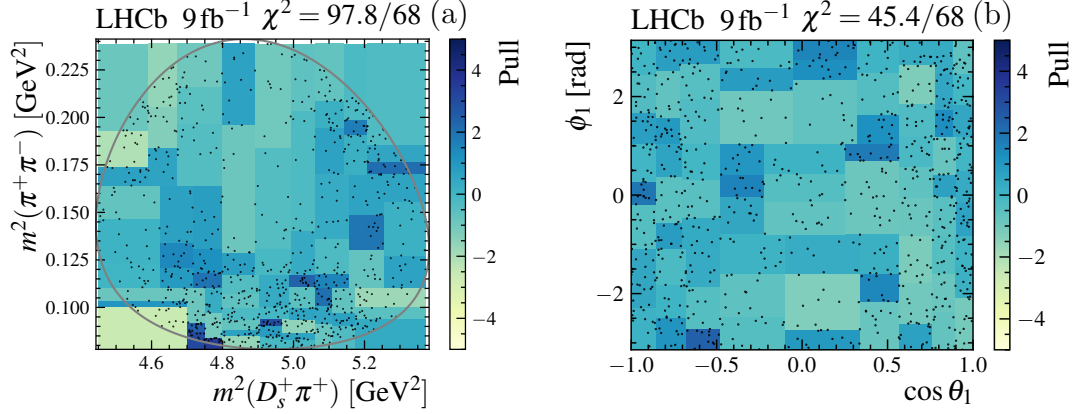 LHCb 9 fb⁻¹ χ² = 97.8/68 (a)
m²(π⁺π⁻) [GeV²]
0.225
0.200
0.175
0.150
0.125
0.100
4.6 4.8 5.0 5.2
m²(D_s⁺π⁺) [GeV²]
Pull
4
2
0
−2
−4
LHCb 9 fb⁻¹ χ² = 45.4/68 (b)
ϕ₁ [rad]
2
0
−2
−1.0 −0.5 0.0 0.5 1.0
cos θ₁
Pull
4
2
0
−2
−4